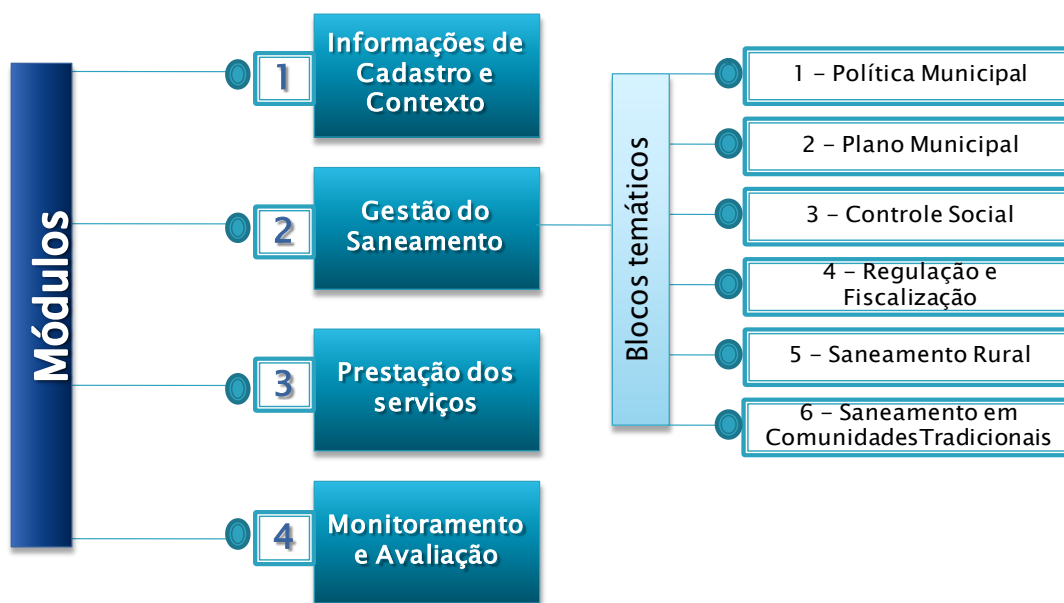 Módulos
1
Informações de
Cadastro e
Contexto
2
Gestão do
Saneamento
3
Prestação dos
serviços
4
Monitoramento
e Avaliação
Blocos temáticos
1 – Política Municipal
2 – Plano Municipal
3 – Controle Social
4 – Regulação e
Fiscalização
5 – Saneamento Rural
6 – Saneamento em
ComunidadesTradicionais